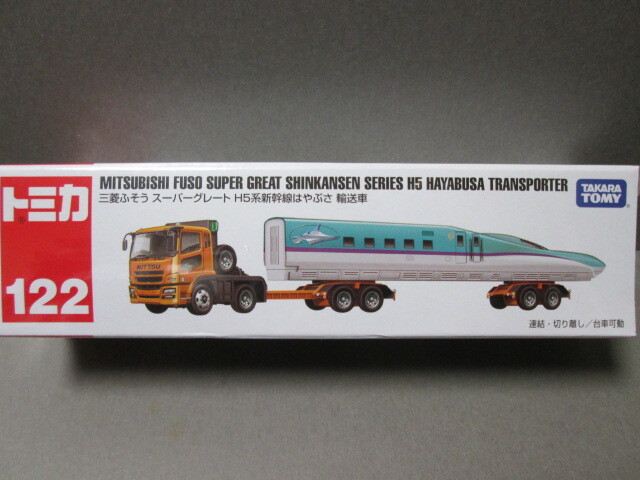 トミカ
®
122
MITSUBISHI FUSO SUPER GREAT SHINKANSEN SERIES H5 HAYABUSA TRANSPORTER
三菱ふそう スーパーグレート H5系新幹線はやぶさ 輸送車
TAKARA
TOMY
連結・切り離し/台車可動